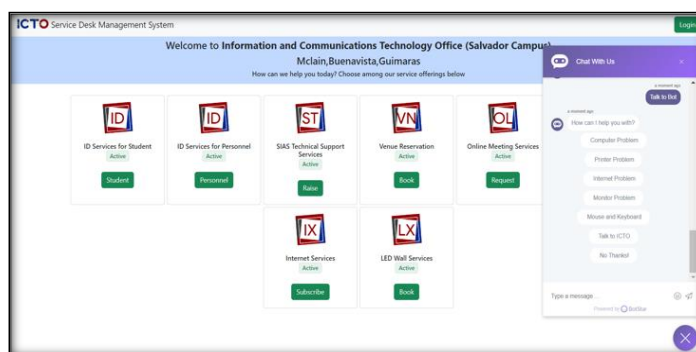 ICTO Service Desk Management System
Login
Welcome to Information and Communications Technology Office (Salvador Campus)
Mclain,Buenavista,Guimaras
How can we help you today? Choose among our service offerings below
ID
ID Services for Student
Active
Student
ID
ID Services for Personnel
Active
Personnel
ST
SIAS Technical Support
Services
Active
Raise
VN
Venue Reservation
Active
Book
OL
Online Meeting Services
Active
Request
IX
Internet Services
Active
Subscribe
LX
LED Wall Services
Active
Book
Chat With Us
a moment ago
Talk to Bot
a moment ago
How can I help you with?
Computer Problem
Printer Problem
Internet Problem
Monitor Problem
Mouse and Keyboard
Talk to ICTO
No Thanks!
Type a message ...
Powered by BotStar